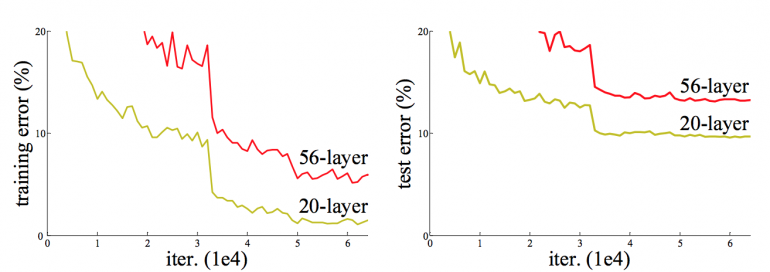 20
10
0
training error (%)
56-layer
20-layer
0 1 2 3 4 5 6
iter. (1e4)
20
10
0
test error (%)
56-layer
20-layer
0 1 2 3 4 5 6
iter. (1e4)